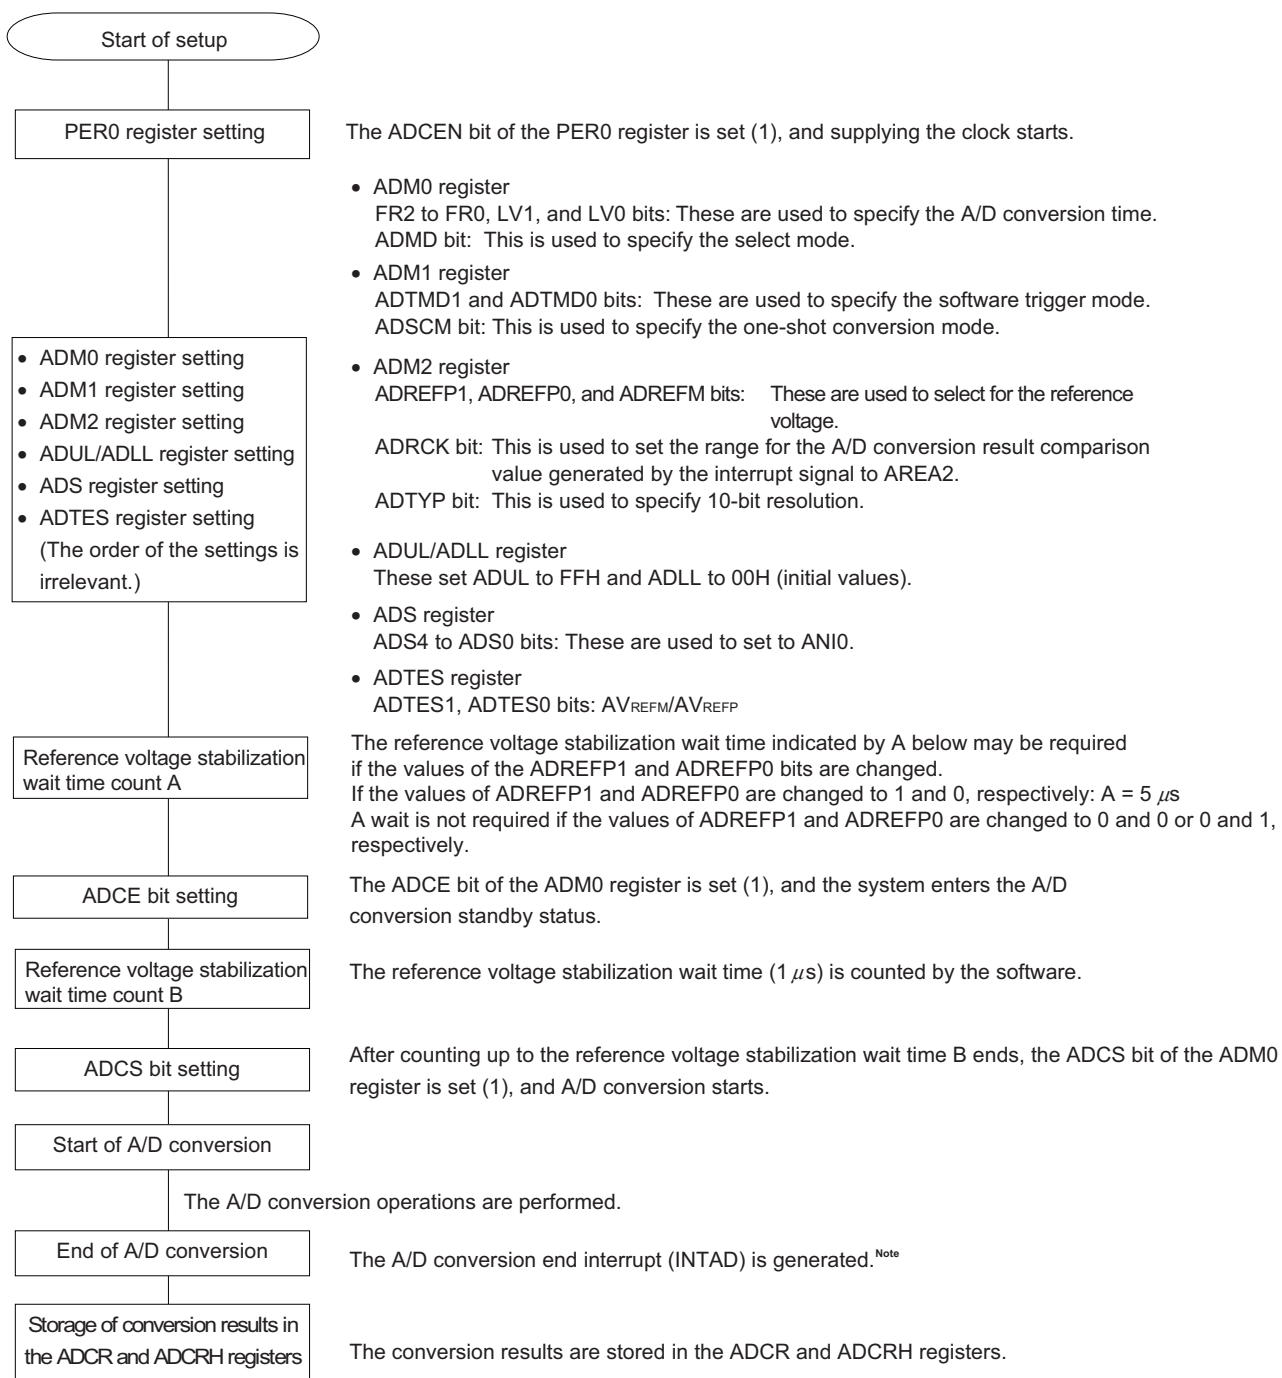 Start of setup
PER0 register setting
The ADCEN bit of the PER0 register is set (1), and supplying the clock starts.
• ADM0 register
FR2 to FR0, LV1, and LV0 bits: These are used to specify the A/D conversion time.
ADMD bit: This is used to specify the select mode.
• ADM1 register
ADTMD1 and ADTMD0 bits: These are used to specify the software trigger mode.
ADSCM bit: This is used to specify the one-shot conversion mode.
• ADM2 register
ADREFP1, ADREFP0, and ADREFM bits: These are used to select for the reference
voltage.
ADRCK bit: This is used to set the range for the A/D conversion result comparison
value generated by the interrupt signal to AREA2.
ADTYP bit: This is used to specify 10-bit resolution.
• ADUL/ADLL register
These set ADUL to FFH and ADLL to 00H (initial values).
• ADS register
ADS4 to ADS0 bits: These are used to set to ANI0.
• ADTES register
ADTES1, ADTES0 bits: AVREFM/AVREFP
• ADM0 register setting
• ADM1 register setting
• ADM2 register setting
• ADUL/ADLL register setting
• ADS register setting
• ADTES register setting
(The order of the settings is
irrelevant.)
Reference voltage stabilization
wait time count A
The reference voltage stabilization wait time indicated by A below may be required
if the values of the ADREFP1 and ADREFP0 bits are changed.
If the values of ADREFP1 and ADREFP0 are changed to 1 and 0, respectively: A = 5 μs
A wait is not required if the values of ADREFP1 and ADREFP0 are changed to 0 and 0 or 0 and 1,
respectively.
ADCE bit setting
The ADCE bit of the ADM0 register is set (1), and the system enters the A/D
conversion standby status.
Reference voltage stabilization
wait time count B
The reference voltage stabilization wait time (1 μs) is counted by the software.
ADCS bit setting
After counting up to the reference voltage stabilization wait time B ends, the ADCS bit of the ADM0
register is set (1), and A/D conversion starts.
Start of A/D conversion
The A/D conversion operations are performed.
End of A/D conversion
The A/D conversion end interrupt (INTAD) is generated.Note
Storage of conversion results in
the ADCR and ADCRH registers
The conversion results are stored in the ADCR and ADCRH registers.